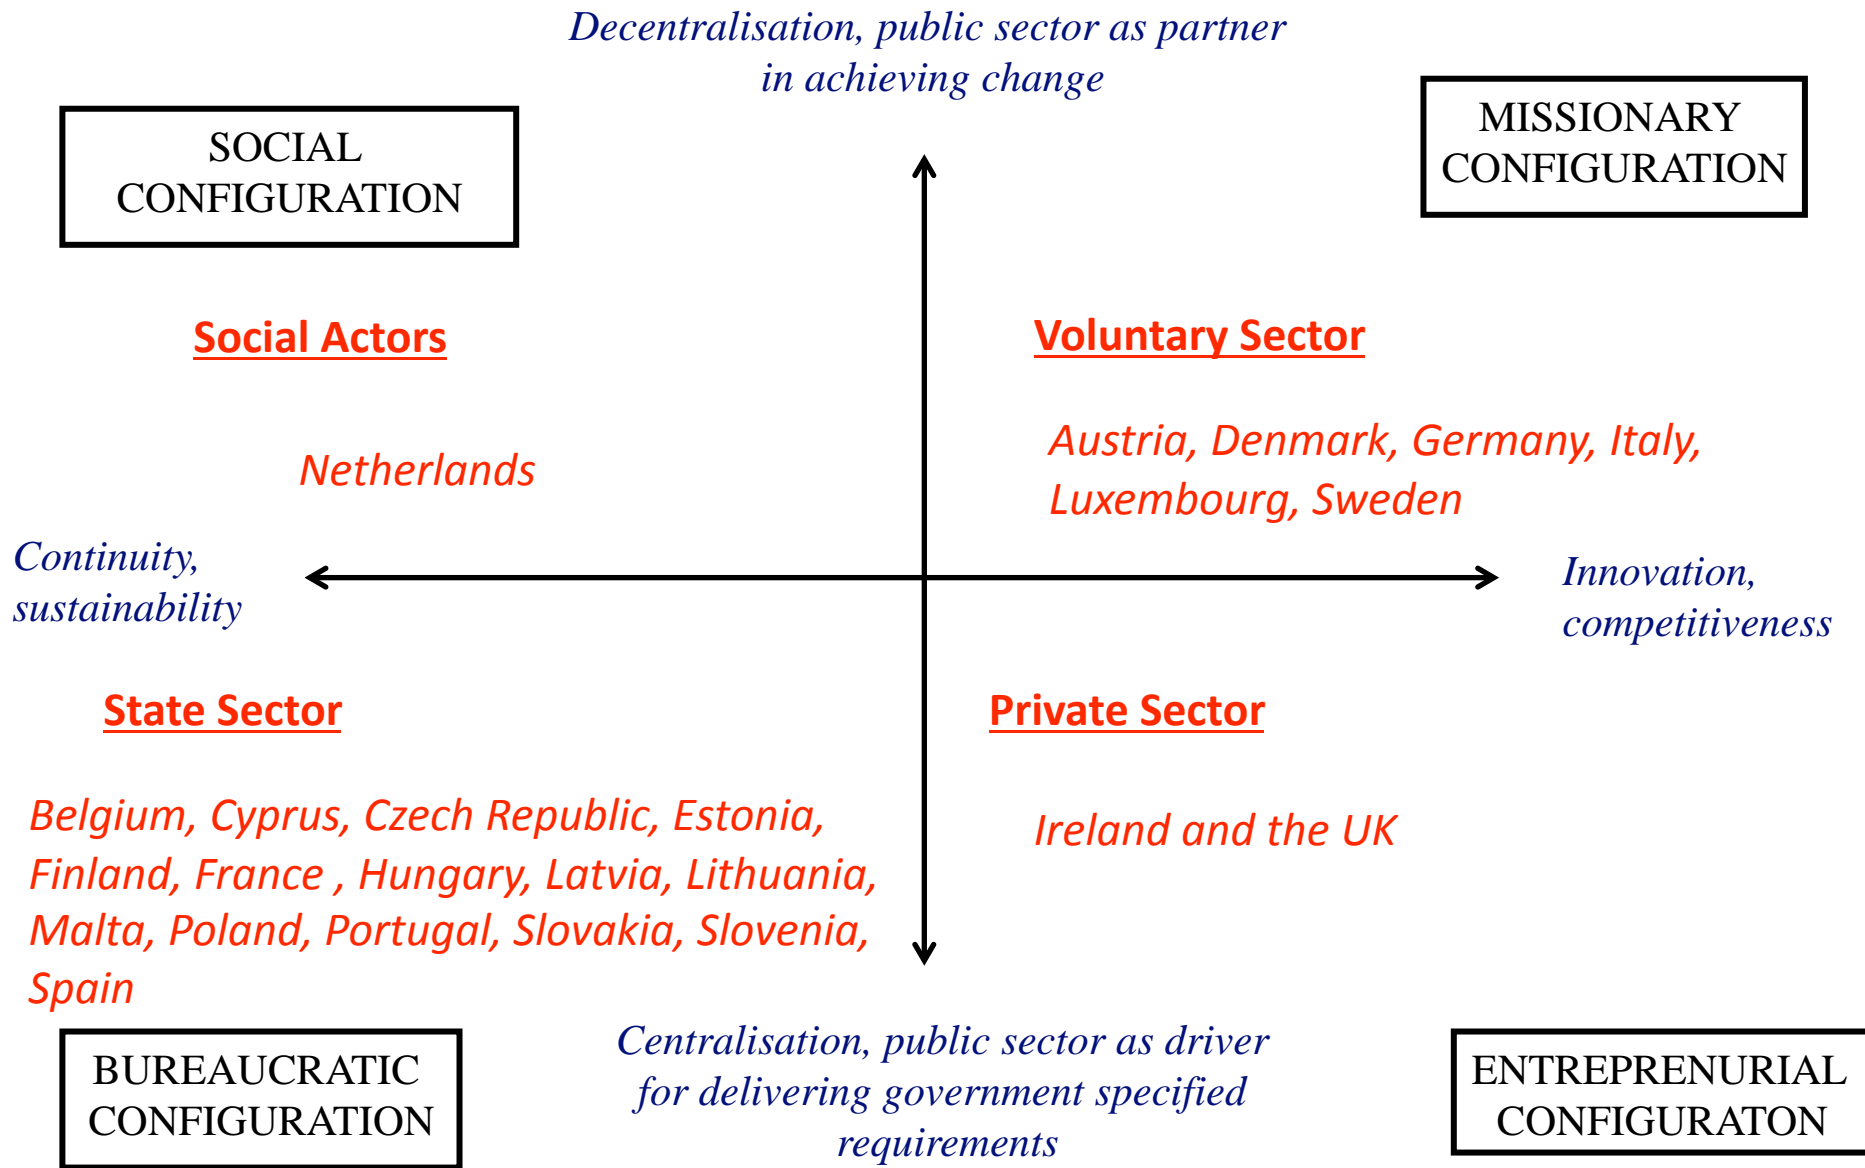 Decentralisation, public sector as partner
in achieving change
SOCIAL
CONFIGURATION
MISSIONARY
CONFIGURATION
Social Actors
Voluntary Sector
Netherlands
Austria, Denmark, Germany, Italy,
Luxembourg, Sweden
Continuity,
sustainability
Innovation,
competitiveness
State Sector
Private Sector
Belgium, Cyprus, Czech Republic, Estonia,
Finland, France , Hungary, Latvia, Lithuania,
Malta, Poland, Portugal, Slovakia, Slovenia,
Spain
Ireland and the UK
BUREAUCRATIC
CONFIGURATION
Centralisation, public sector as driver
for delivering government specified
requirements
ENTREPRENURIAL
CONFIGURATON